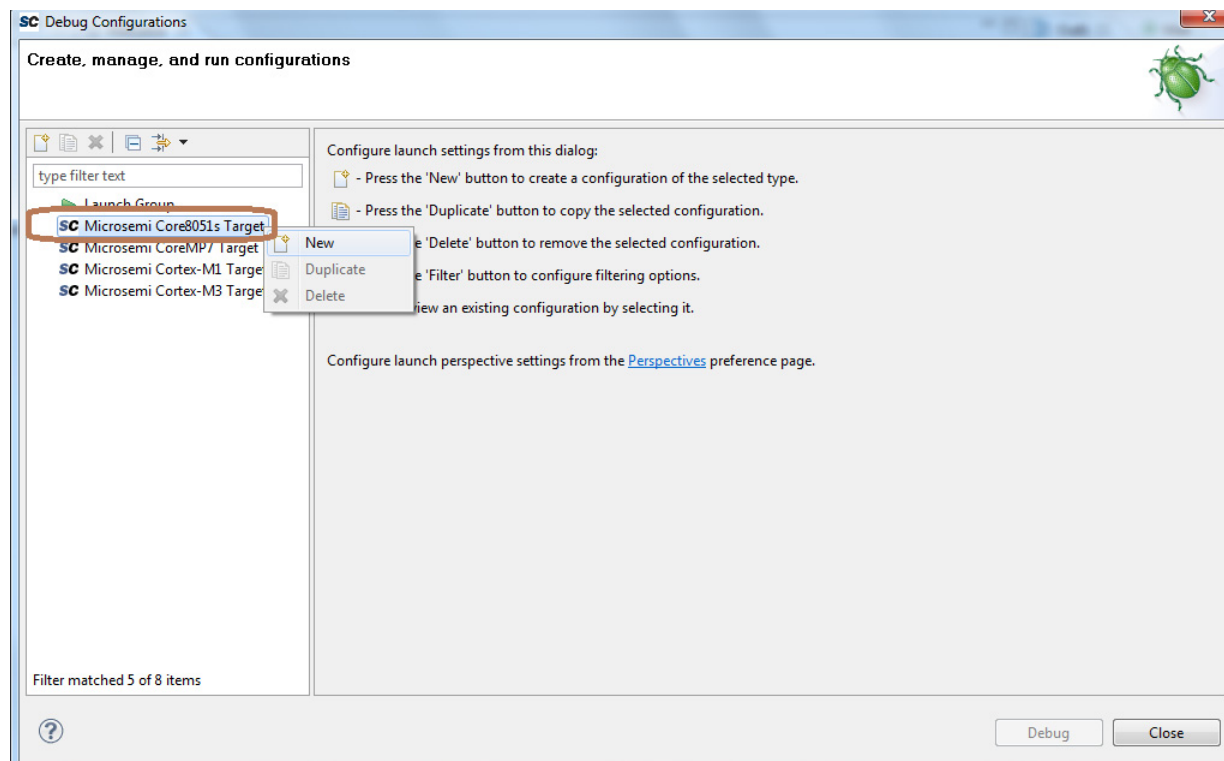 SC Debug Configurations
Create, manage, and run configurations
type filter text
Launch Group
SC Microsemi Core8051s Target
SC Microsemi CoreMP7 Target
SC Microsemi Cortex-M1 Targe
SC Microsemi Cortex-M3 Targe
New
Duplicate
Delete
Filter matched 5 of 8 items
Configure launch settings from this dialog:
- Press the 'New' button to create a configuration of the selected type.
- Press the 'Duplicate' button to copy the selected configuration.
e 'Delete' button to remove the selected configuration.
e 'Filter' button to configure filtering options.
view an existing configuration by selecting it.
Configure launch perspective settings from the Perspectives preference page.
?
Debug
Close